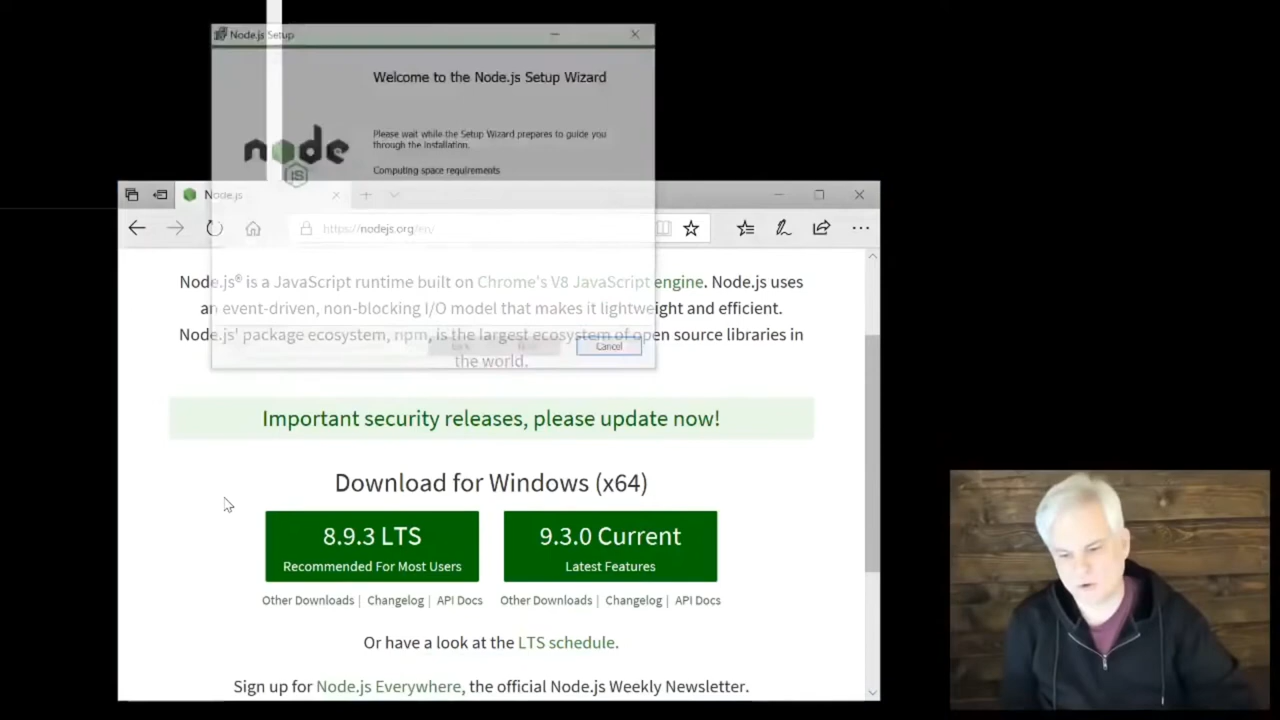 Node.js Setup
Welcome to the Node.js Setup Wizard
Please wait while the Setup Wizard prepares to guide you
through the installation.
node
JS
Computing space requirements
Node.js
https://nodejs.org/en/
Node.js® is a JavaScript runtime built on Chrome's V8 JavaScript engine. Node.js uses
an event-driven, non-blocking I/O model that makes it lightweight and efficient.
Node.js' package ecosystem, npm, is the largest ecosystem of open source libraries in
the world.
Cancel
Important security releases, please update now!
Download for Windows (x64)
8.9.3 LTS
Recommended For Most Users
9.3.0 Current
Latest Features
Other Downloads | Changelog | API Docs
Other Downloads | Changelog | API Docs
Or have a look at the LTS schedule.
Sign up for Node.js Everywhere, the official Node.js Weekly Newsletter.